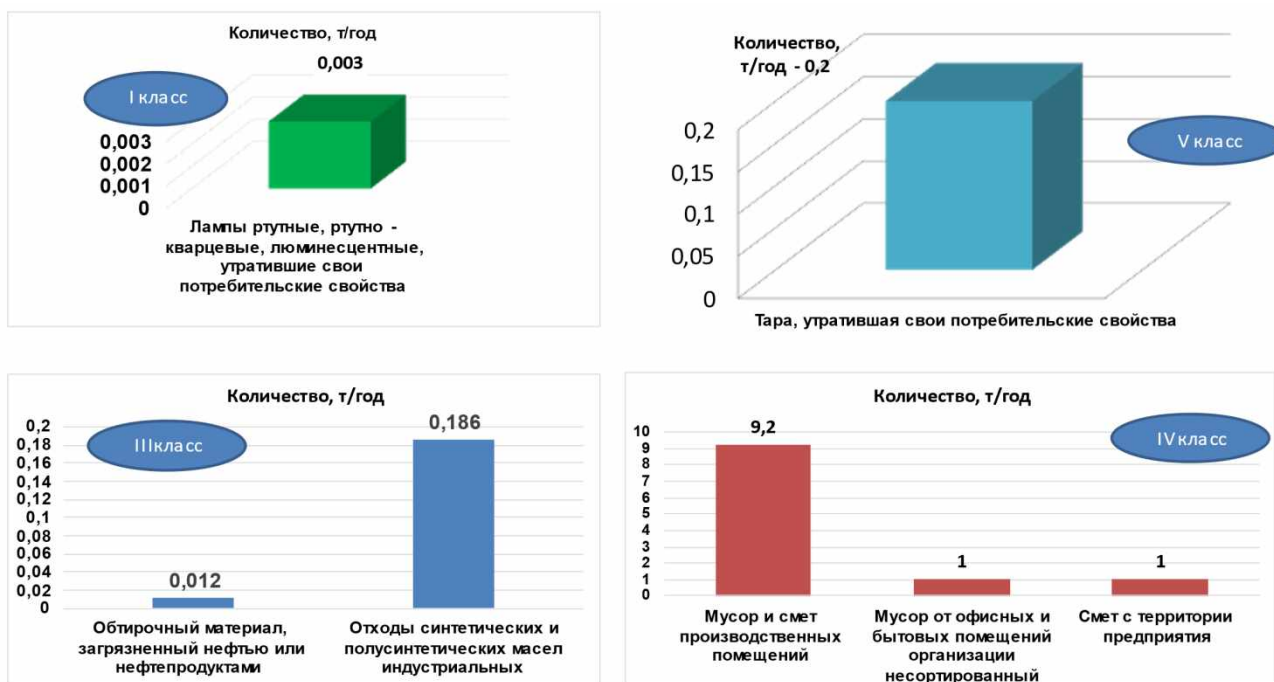 Количество, т/год
0,003
I класс
0,003
0,002
0,001
0
Лампы ртутные, ртутно -
кварцевые, люминесцентные,
утратившие свои
потребительские свойства
Количество,
т/год - 0,2
V класс
0,2
0,15
0,1
0,05
0
Тара, утратившая свои потребительские свойства
Количество, т/год
IIIкласс
0,2
0,18
0,16
0,14
0,12
0,1
0,08
0,06
0,04
0,02
0
0,012
0,186
Обтирочный материал,
загрязненный нефтью или
нефтепродуктами
Отходы синтетических и
полусинтетических масел
индустриальных
Количество, т/год
IV класс
10
9
8
7
6
5
4
3
2
1
0
9,2
1
1
Мусор и смет
производственных
помещений
Мусор от офисных и
бытовых помещений
организации
несортированный
Смет с территории
предприятия